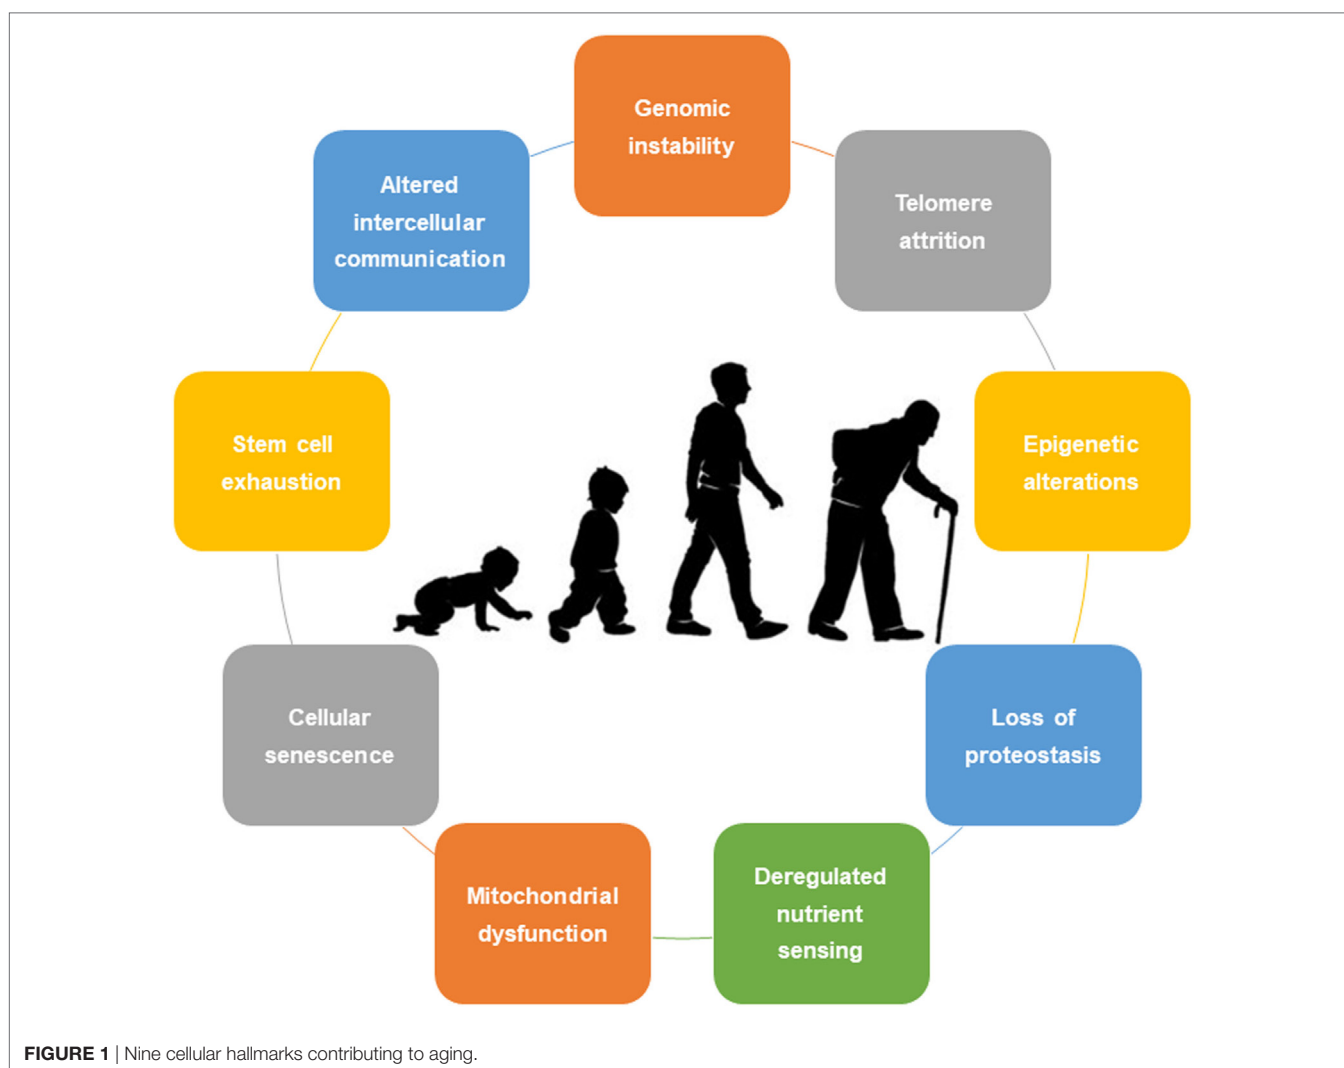 Genomic
instability
Telomere
attrition
Epigenetic
alterations
Loss of
proteostasis
Deregulated
nutrient
sensing
Mitochondrial
dysfunction
Cellular
senescence
Stem cell
exhaustion
Altered
intercellular
communication
FIGURE 1 | Nine cellular hallmarks contributing to aging.